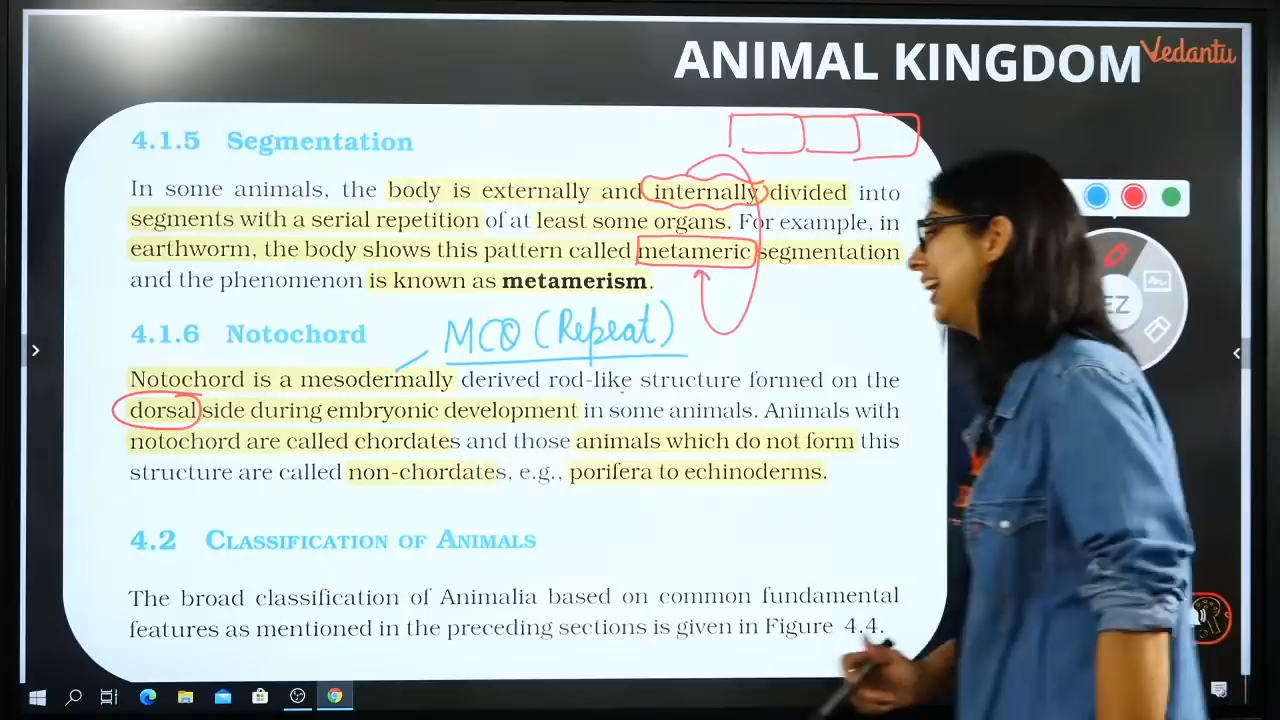 ANIMAL KINGDOM
Vedantu
4.1.5 Segmentation
In some animals, the body is externally and internally divided into
segments with a serial repetition of at least some organs. For example, in
earthworm, the body shows this pattern called metameric segmentation
and the phenomenon is known as metamerism.
MCQ (Repeat)
4.1.6 Notochord
Notochord is a mesodermally derived rod-like structure formed on the
dorsal side during embryonic development in some animals. Animals with
notochord are called chordates and those animals which do not form this
structure are called non-chordates, e.g., porifera to echinoderms.
4.2 CLASSIFICATION OF ANIMALS
The broad classification of Animalia based on common fundamental
features as mentioned in the preceding sections is given in Figure 4.4.
EZ